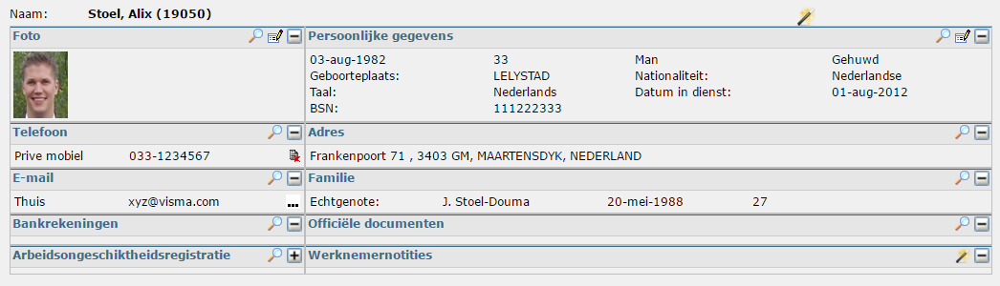 Naam: Stoel, Alix (19050)
Foto
Persoonlijke gegevens
03-aug-1982 33 Man Gehuwd
Geboorteplaats: LELYSTAD Nationaliteit: Nederlandse
Taal: Nederlands Datum in dienst: 01-aug-2012
BSN: 111222333
Telefoon
Prive mobiel 033-1234567
Adres
Frankenpoort 71 , 3403 GM, MAARTENSDYK, NEDERLAND
E-mail
Thuis xyz@visma.com ...
Familie
Echtgenote: J. Stoel-Douma 20-mei-1988 27
Bankrekeningen
Officiële documenten
Arbeidsongeschiktheidsregistratie
Werknemernotities